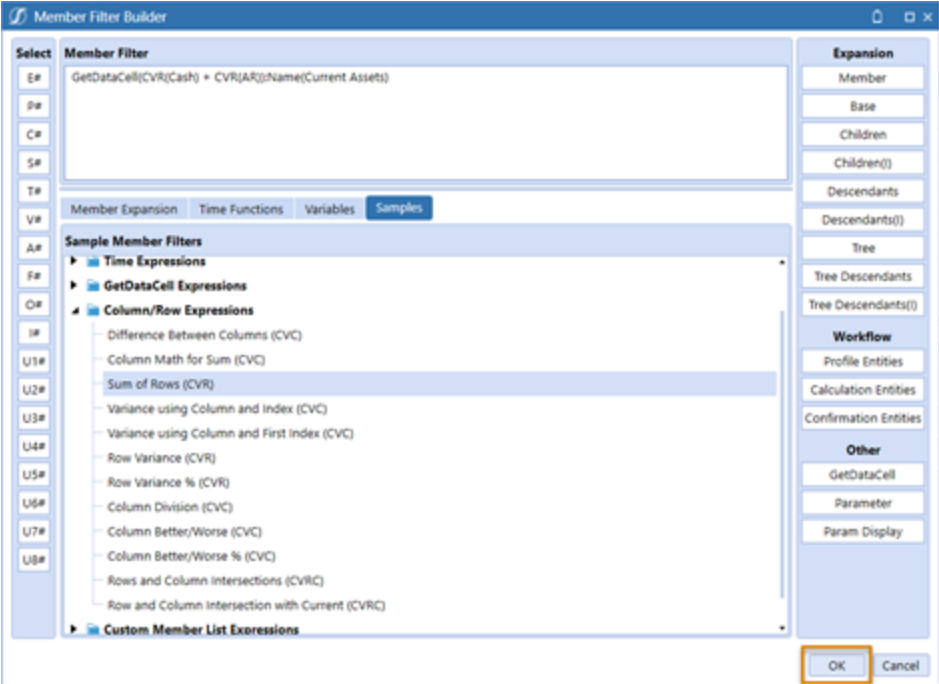 Member Filter Builder
Select
E#
P#
C#
S#
T#
V#
A#
F#
O#
I#
U1#
U2#
U3#
U4#
U5#
U6#
U7#
U8#
Member Filter
GetDataCell(CVR(Cash) + CVR(AR)):Name(Current Assets)
Member Expansion Time Functions Variables Samples
Sample Member Filters
Time Expressions
GetDataCell Expressions
Column/Row Expressions
Difference Between Columns (CVC)
Column Math for Sum (CVC)
Sum of Rows (CVR)
Variance using Column and Index (CVC)
Variance using Column and First Index (CVC)
Row Variance (CVR)
Row Variance % (CVR)
Column Division (CVC)
Column Better/Worse (CVC)
Column Better/Worse % (CVC)
Rows and Column Intersections (CVRC)
Row and Column Intersection with Current (CVRC)
Custom Member List Expressions
Expansion
Member
Base
Children
Children(I)
Descendants
Descendants(I)
Tree
Tree Descendants
Tree Descendants(I)
Workflow
Profile Entities
Calculation Entities
Confirmation Entities
Other
GetDataCell
Parameter
Param Display
OK Cancel